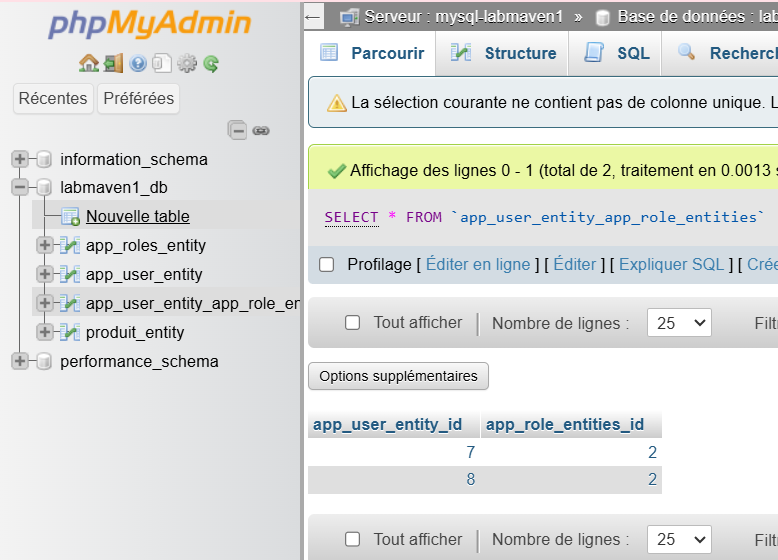 phpMyAdmin
Récentes Préférées
information_schema
labmaven1_db
Nouvelle table
app_roles_entity
app_user_entity
app_user_entity_app_role_en
produit_entity
performance_schema
← Serveur : mysql-labmaven1 » Base de données : lab
Parcourir Structure SQL Recherch
La sélection courante ne contient pas de colonne unique. L
Affichage des lignes 0 - 1 (total de 2, traitement en 0.0013 s
SELECT * FROM `app_user_entity_app_role_entities`
Profilage [ Éditer en ligne ] [ Éditer ] [ Expliquer SQL ] [ Crée
Tout afficher Nombre de lignes : 25 Filt
Options supplémentaires
app_user_entity_id app_role_entities_id
7 2
8 2
Tout afficher Nombre de lignes : 25 Filt